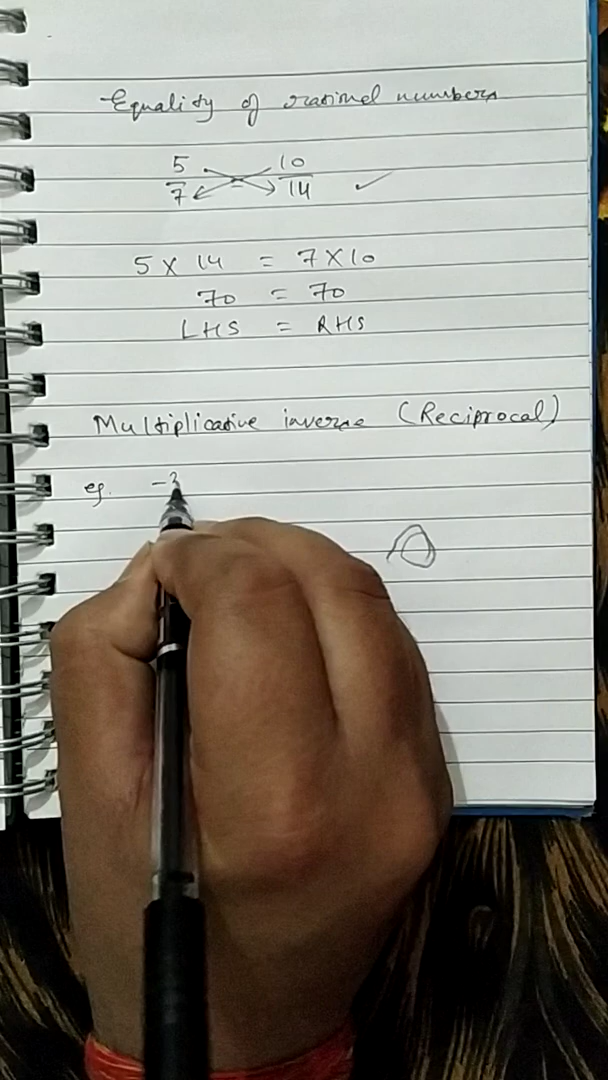 Equality of rational numbers
5/7 10/14 ✓
5 × 14 = 7 × 10
70 = 70
LHS = RHS
Multiplicative inverse (Reciprocal)
eg. -3